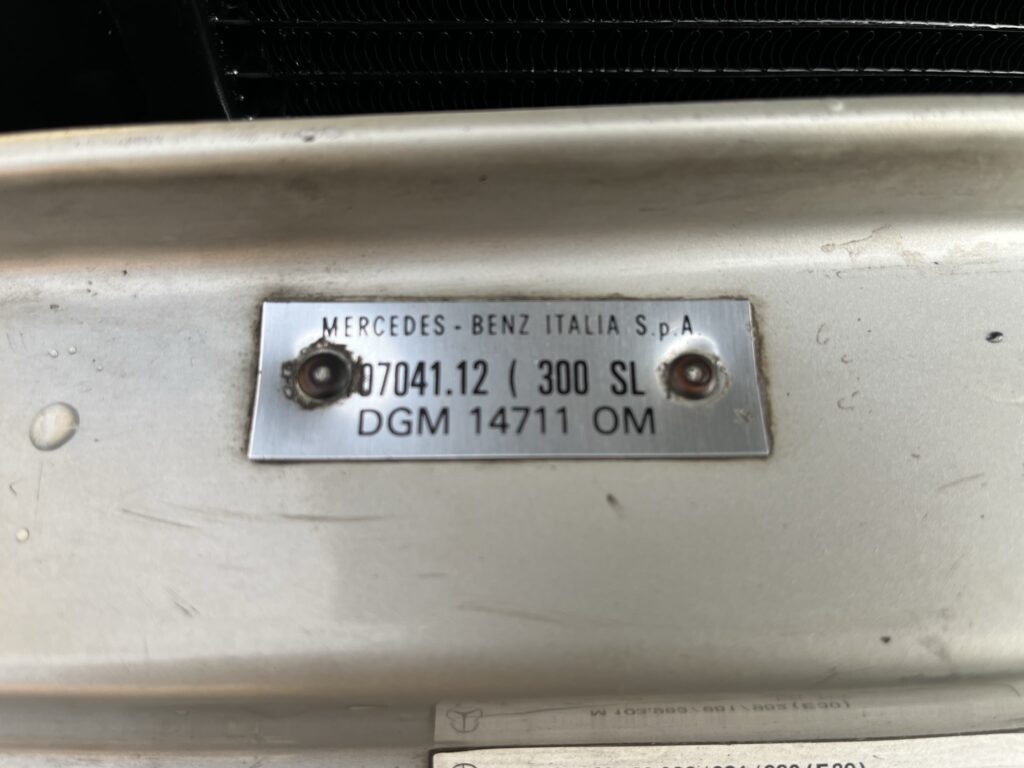 MERCEDES - BENZ ITALIA S.p.A.
07041.12 ( 300 SL
DGM 14711 OM